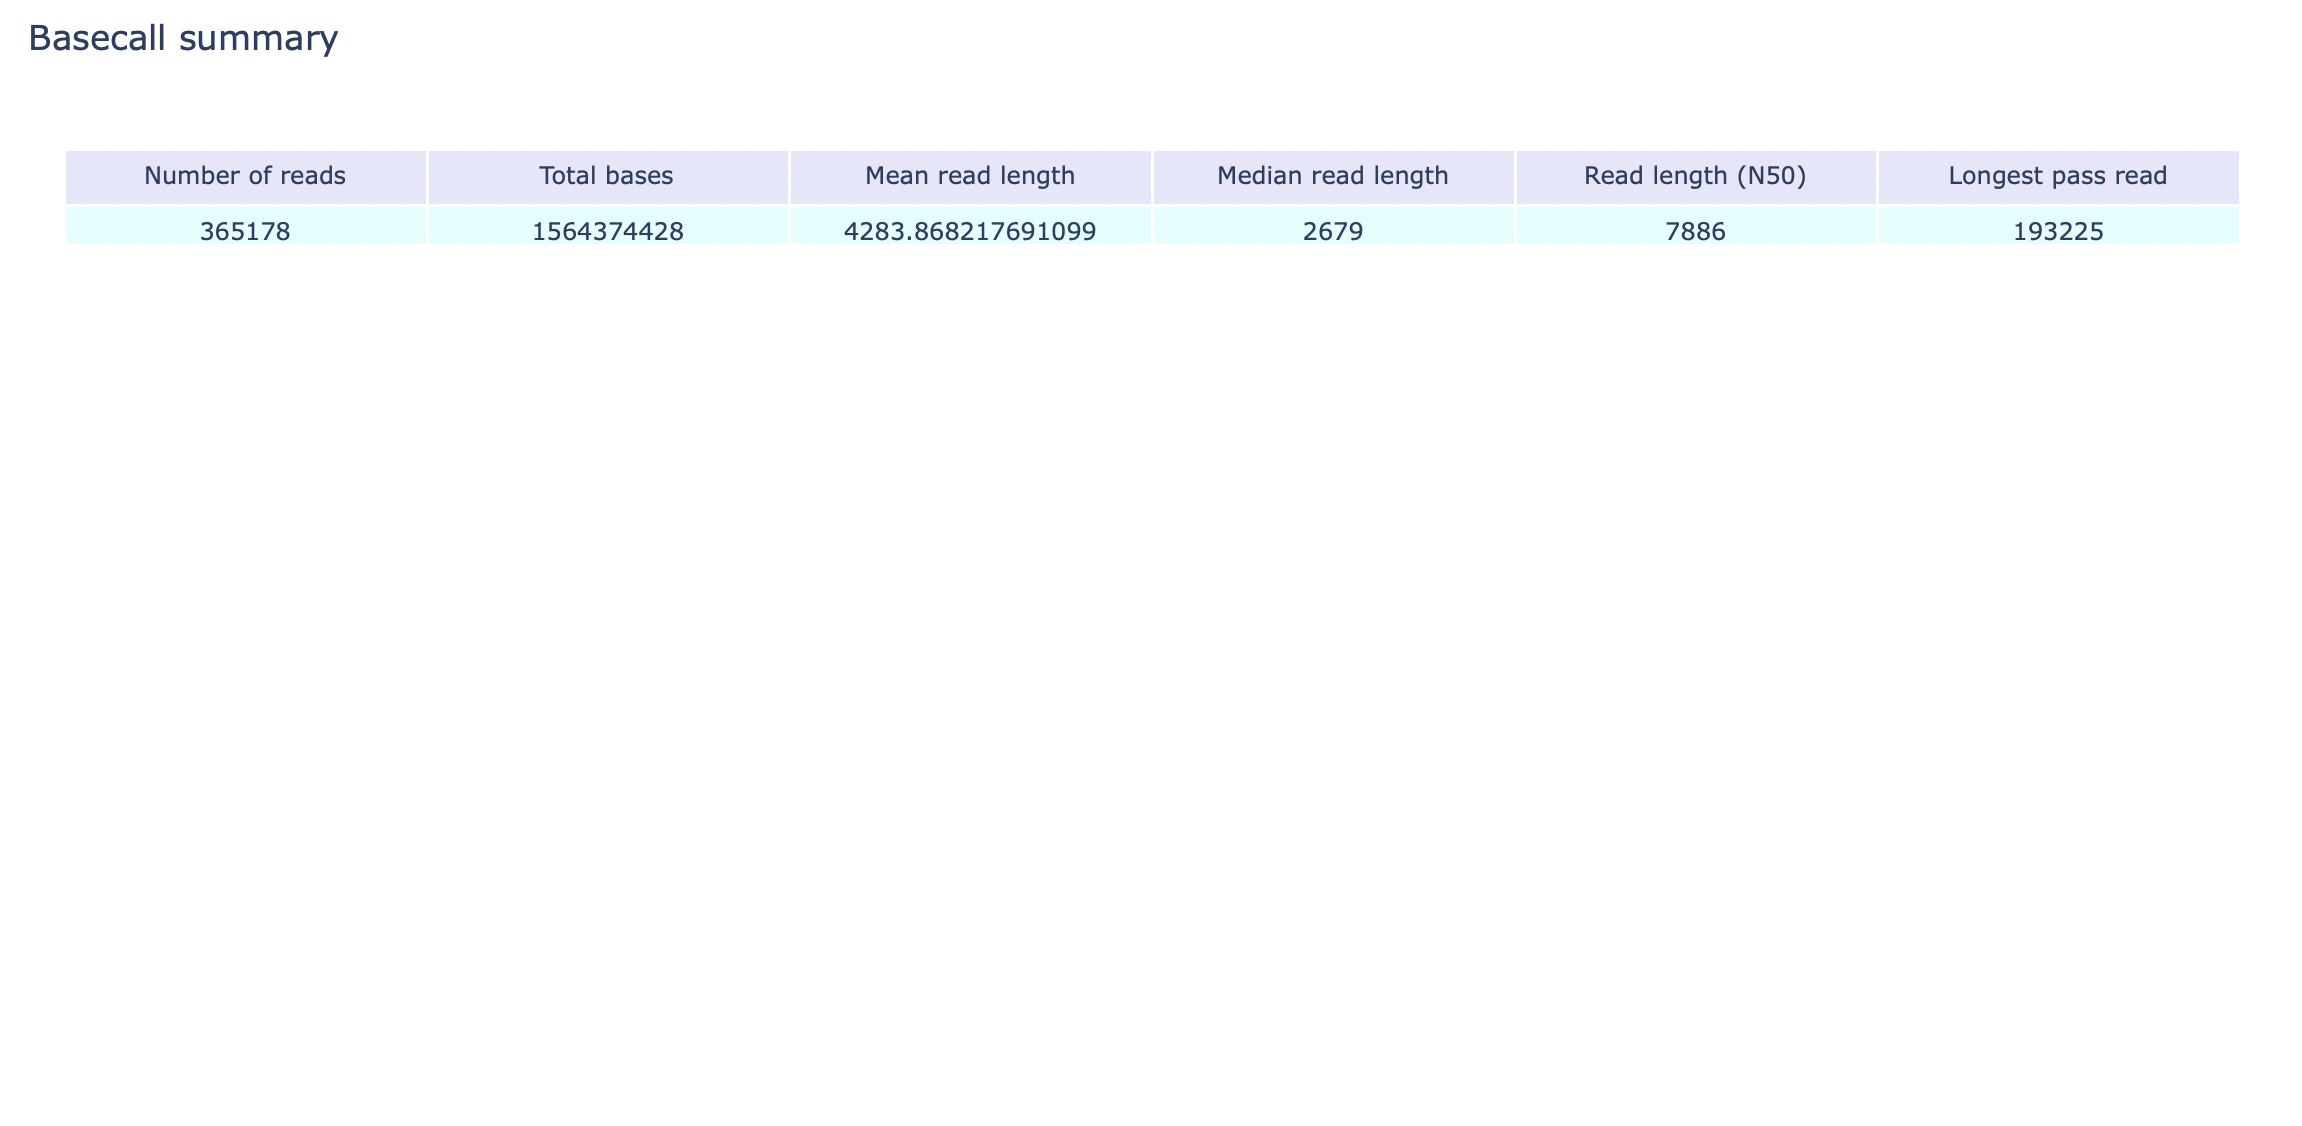 Basecall summary
Number of reads Total bases Mean read length Median read length Read length (N50) Longest pass read
365178 1564374428 4283.868217691099 2679 7886 193225